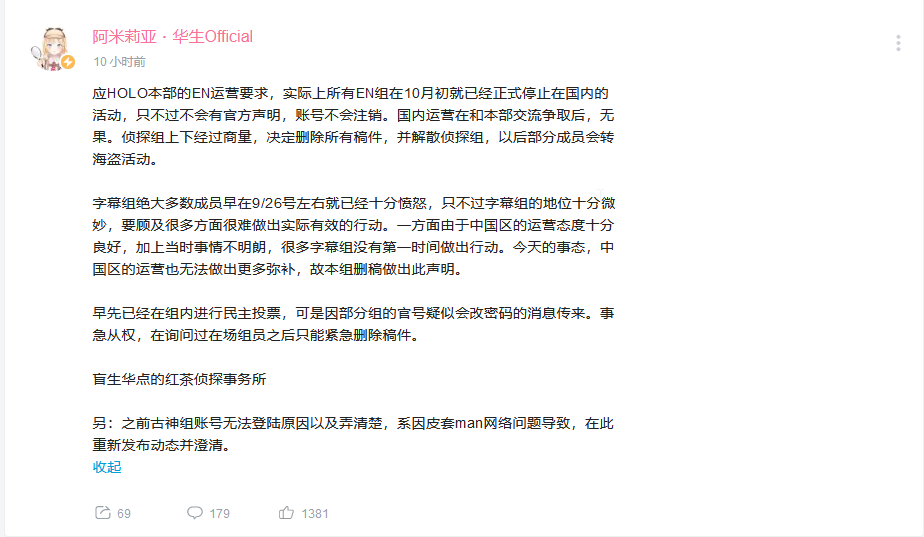 阿米莉亚・华生Official
10 小时前
应HOLO本部的EN运营要求，实际上所有EN组在10月初就已经正式停止在国内的
活动，只不过不会有官方声明，账号不会注销。国内运营在和本部交流争取后，无
果。侦探组上下经过商量，决定删除所有稿件，并解散侦探组，以后部分成员会转
海盗活动。
字幕组绝大多数成员早在9/26号左右就已经十分愤怒，只不过字幕组的地位十分微
妙，要顾及很多方面很难做出实际有效的行动。一方面由于中国区的运营态度十分
良好，加上当时事情不明朗，很多字幕组没有第一时间做出行动。今天的事态，中
国区的运营也无法做出更多弥补，故本组删稿做出此声明。
早先已经在组内进行民主投票，可是因部分组的官号疑似会改密码的消息传来。事
急从权，在询问过在场组员之后只能紧急删除稿件。
盲生华点的红茶侦探事务所
另：之前古神组账号无法登陆原因以及弄清楚，系因皮套man网络问题导致，在此
重新发布动态并澄清。
收起
69
179
1381